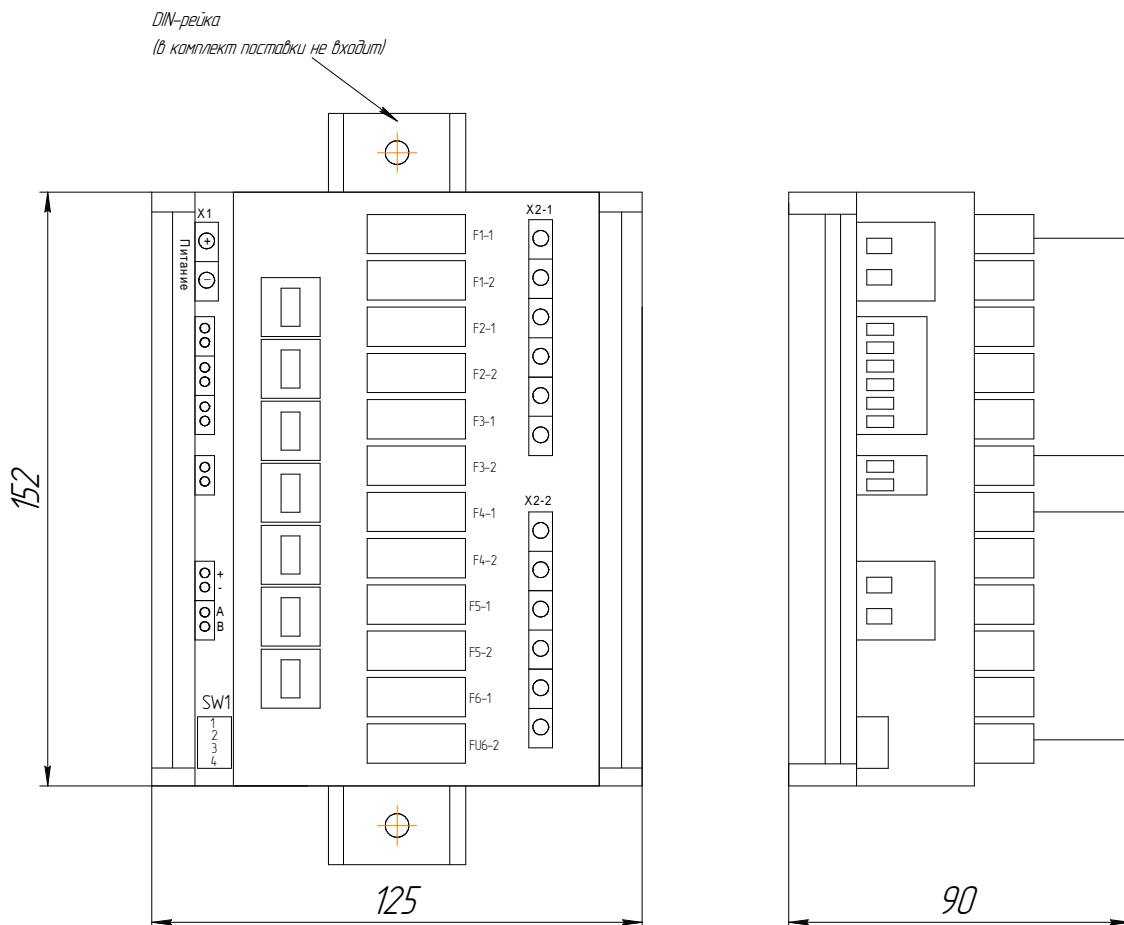 DIN-рейка
(в комплект поставки не входит)
X1
Питание
+
−
+
-
A
B
SW1
1
2
3
4
F1-1
F1-2
F2-1
F2-2
F3-1
F3-2
F4-1
F4-2
F5-1
F5-2
F6-1
FU6-2
X2-1
X2-2
152
125
90